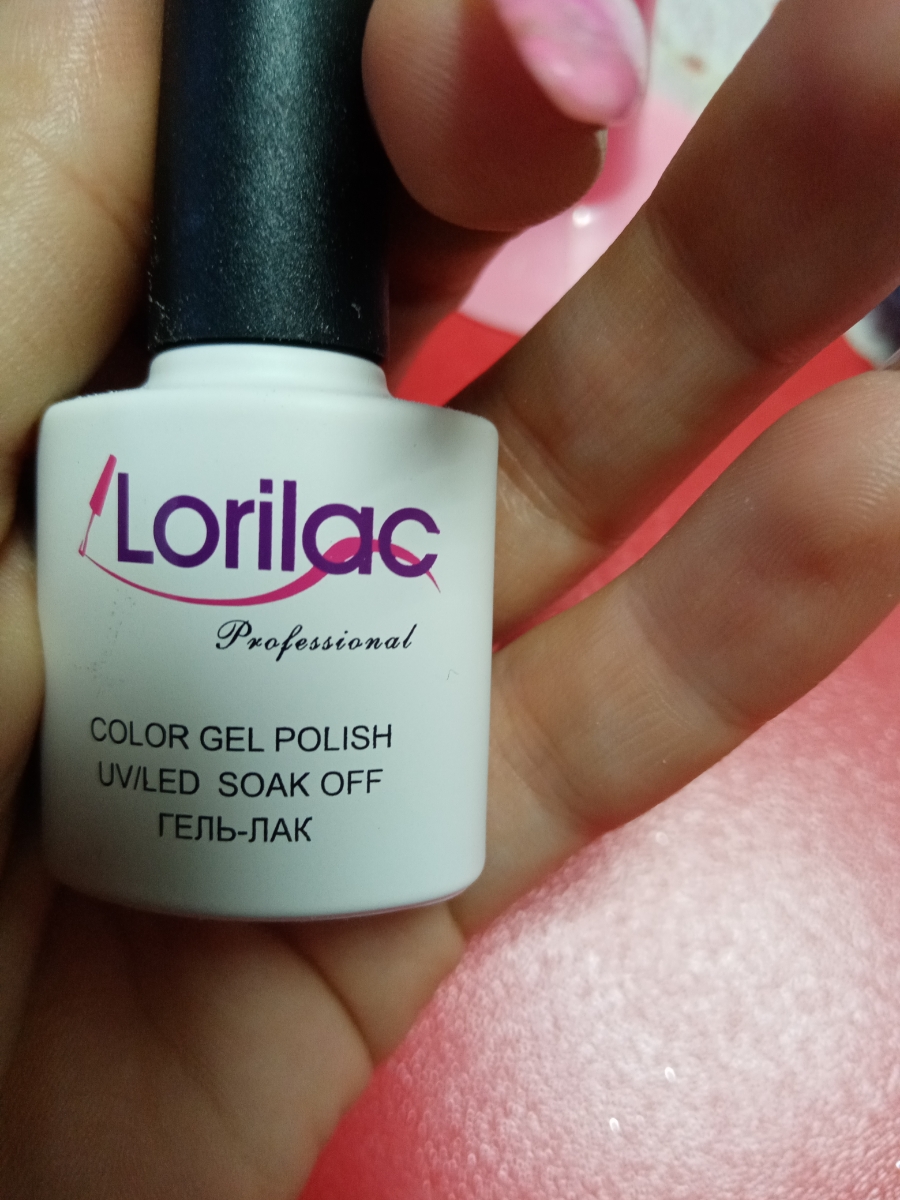 Lorilac
Professional
COLOR GEL POLISH
UV/LED SOAK OFF
ГЕЛЬ-ЛАК